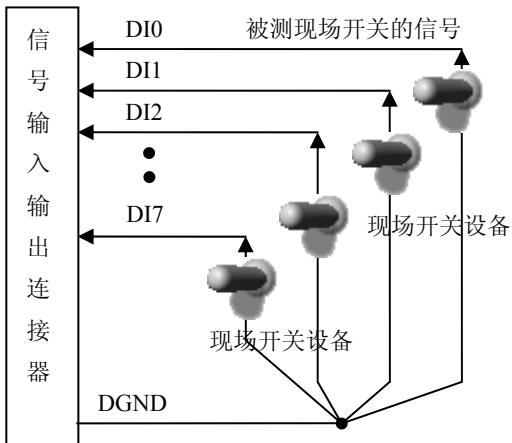 信号输入输出连接器
DI0 被测现场开关的信号
DI1
DI2
DI7
现场开关设备
现场开关设备
DGND